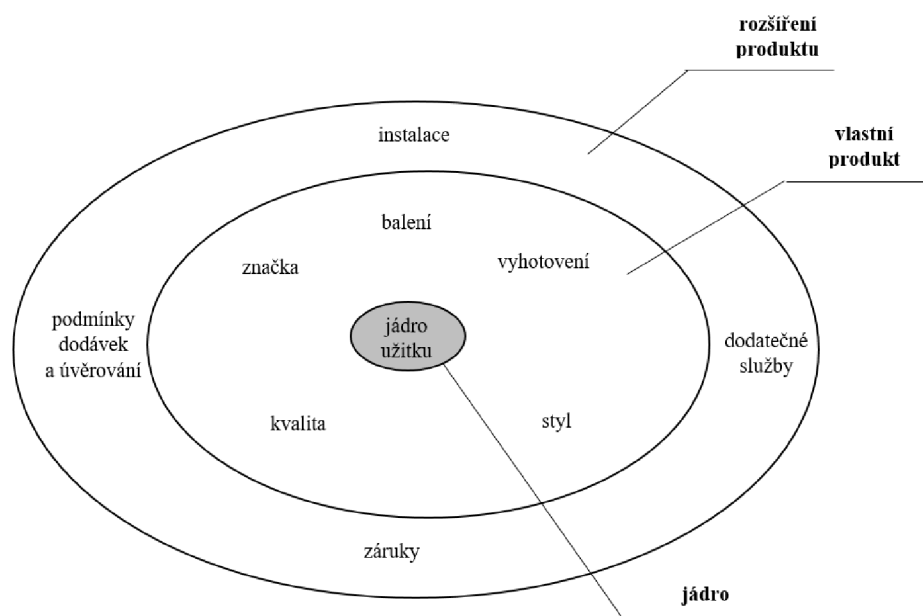 rozšíření
produktu
vlastní
produkt
instalace
balení
značka
vyhotovení
podmínky
dodávek
a úvěrování
jádro
užitku
dodatečné
služby
kvalita
styl
záruky
jádro